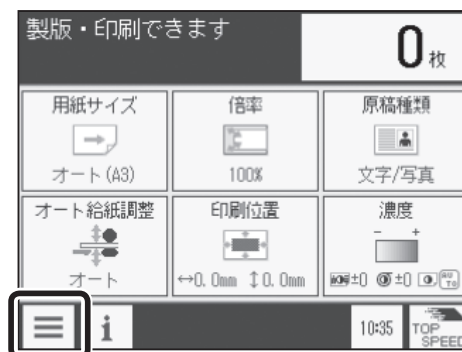 製版・印刷できます
0枚
用紙サイズ
倍率
原稿種類
オート(A3)
100%
文字/写真
オート給紙調整
印刷位置
濃度
- +
オート
↔0.0mm ↕0.0mm
±0 ±0 AUTO
i
10:35
TOP
SPEED